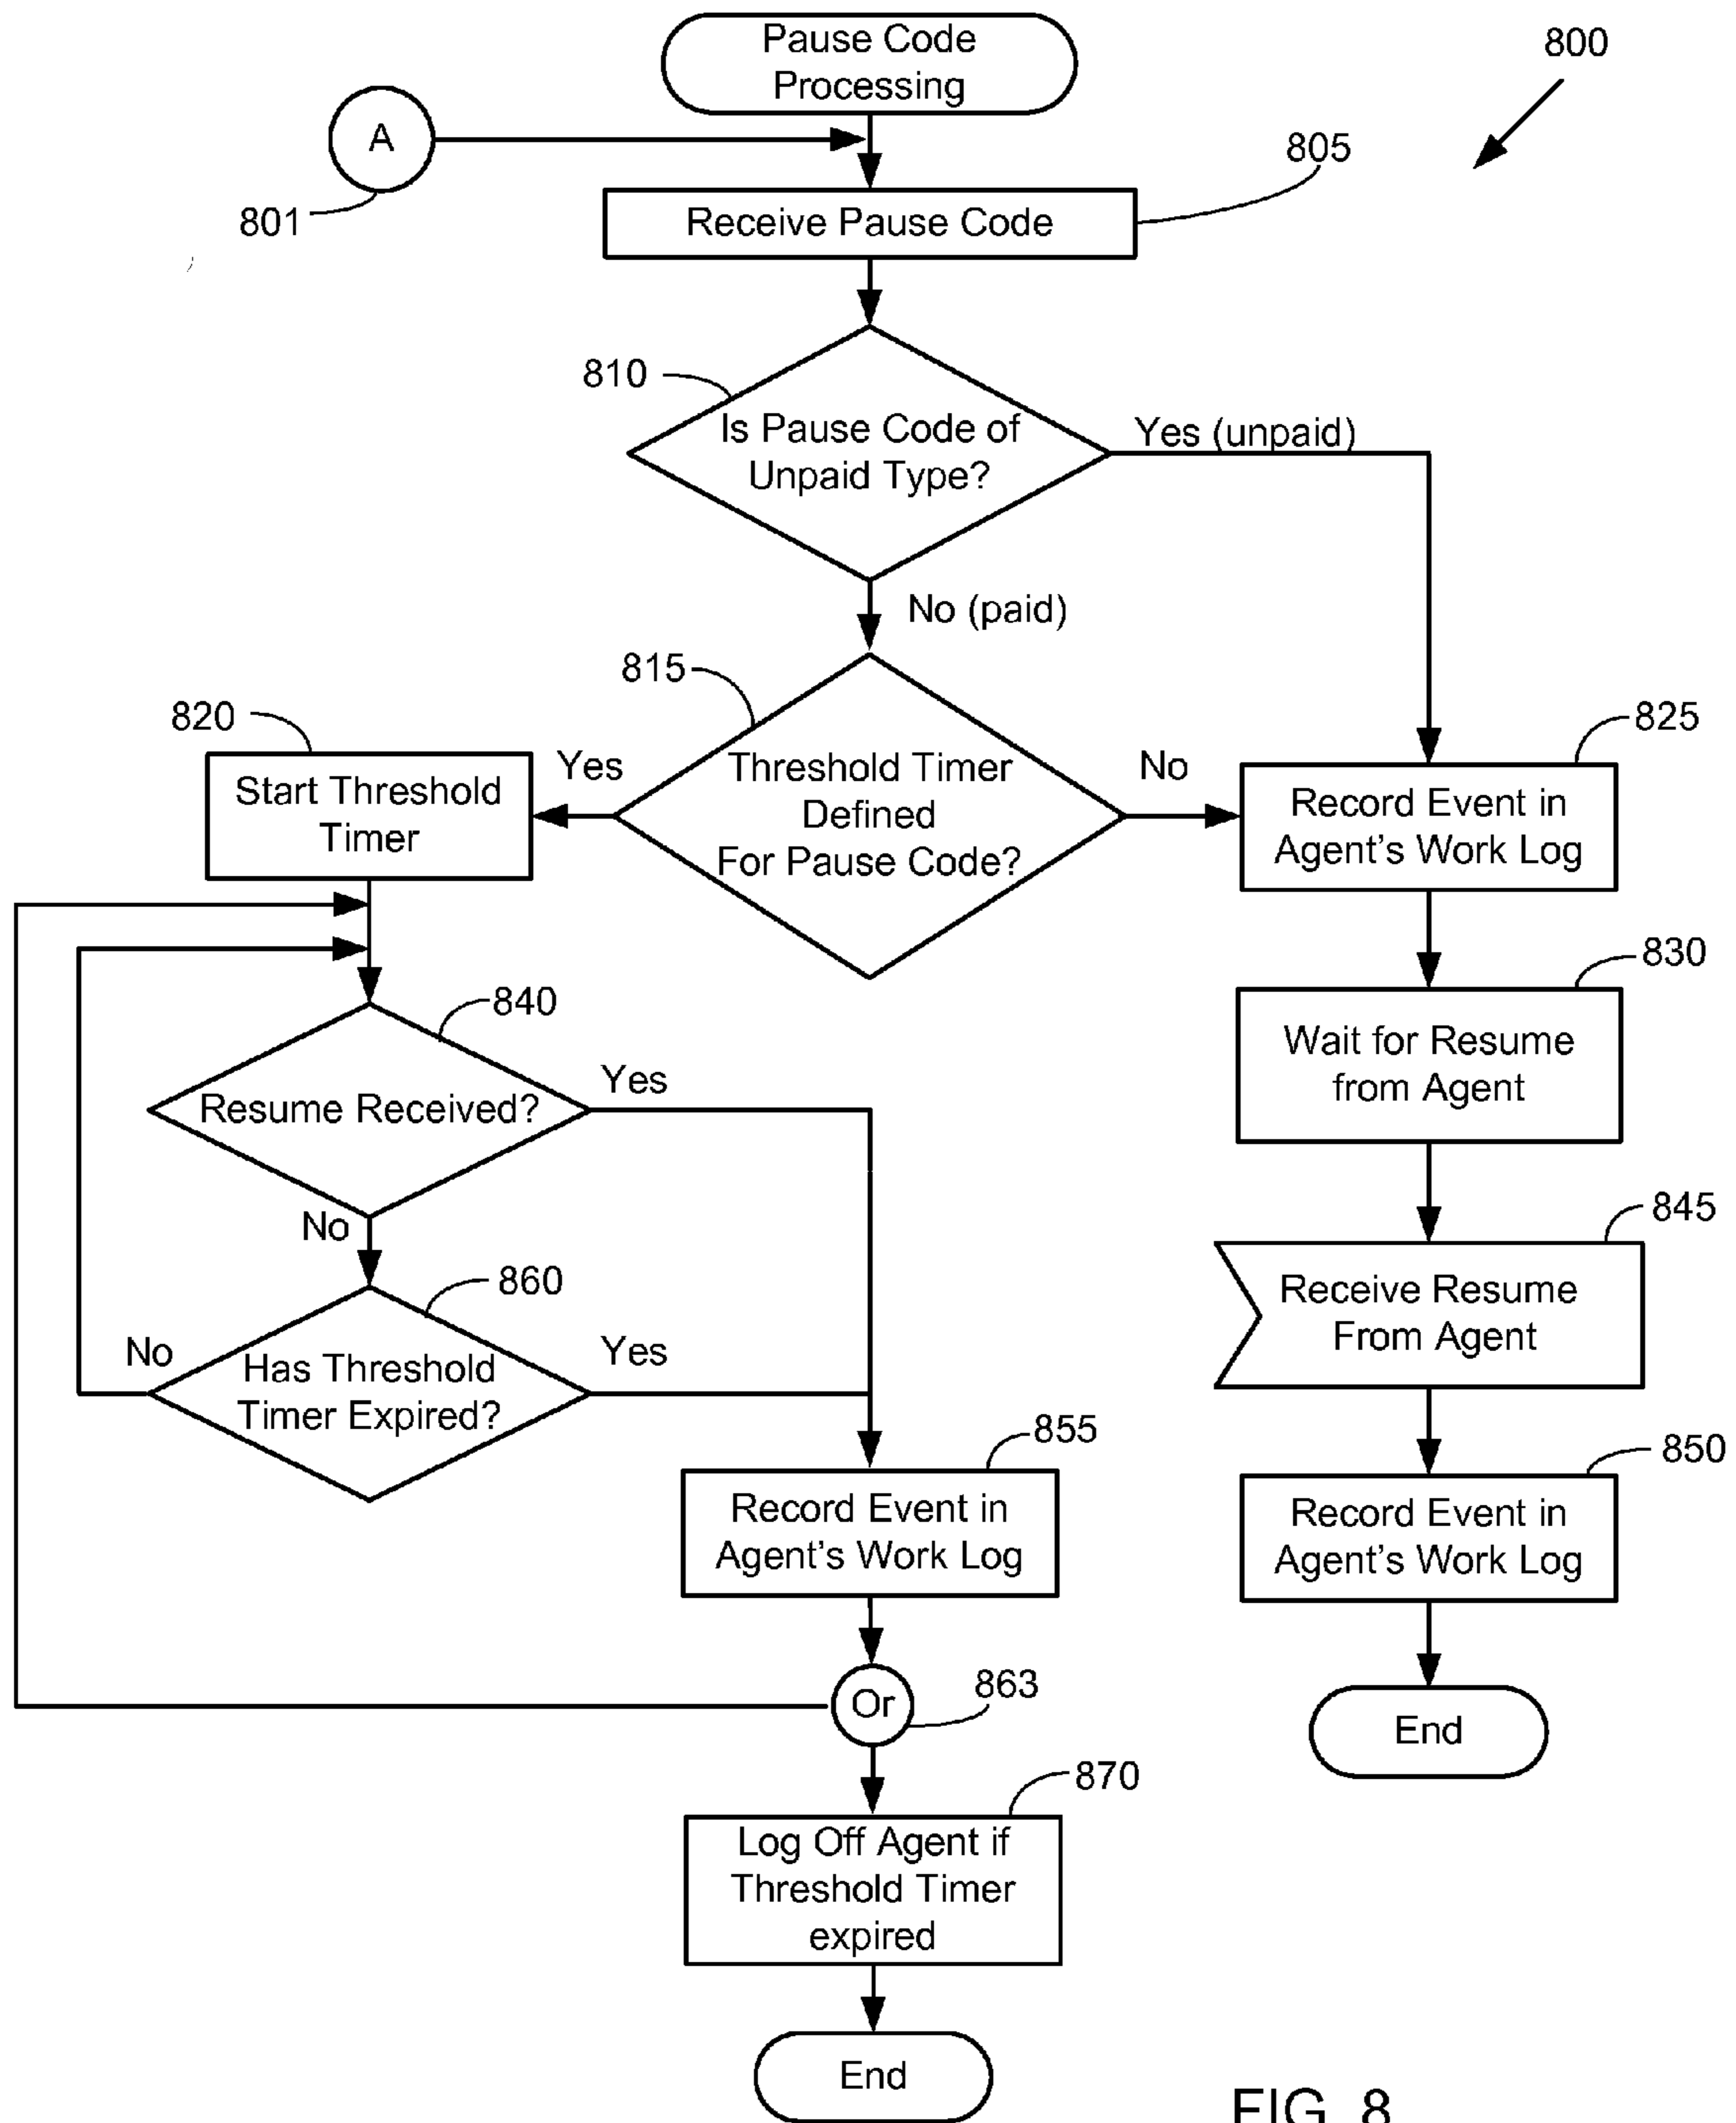 Pause Code
Processing
800
A
801
805
Receive Pause Code
810
Is Pause Code of
Unpaid Type?
Yes (unpaid)
No (paid)
815
820
Start Threshold
Timer
Yes
Threshold Timer
Defined
For Pause Code?
No
825
Record Event in
Agent's Work Log
830
Wait for Resume
from Agent
840
Resume Received?
Yes
No
845
Receive Resume
From Agent
860
Has Threshold
Timer Expired?
No
Yes
855
Record Event in
Agent's Work Log
850
Record Event in
Agent's Work Log
Or
863
End
870
Log Off Agent if
Threshold Timer
expired
End
FIG. 8